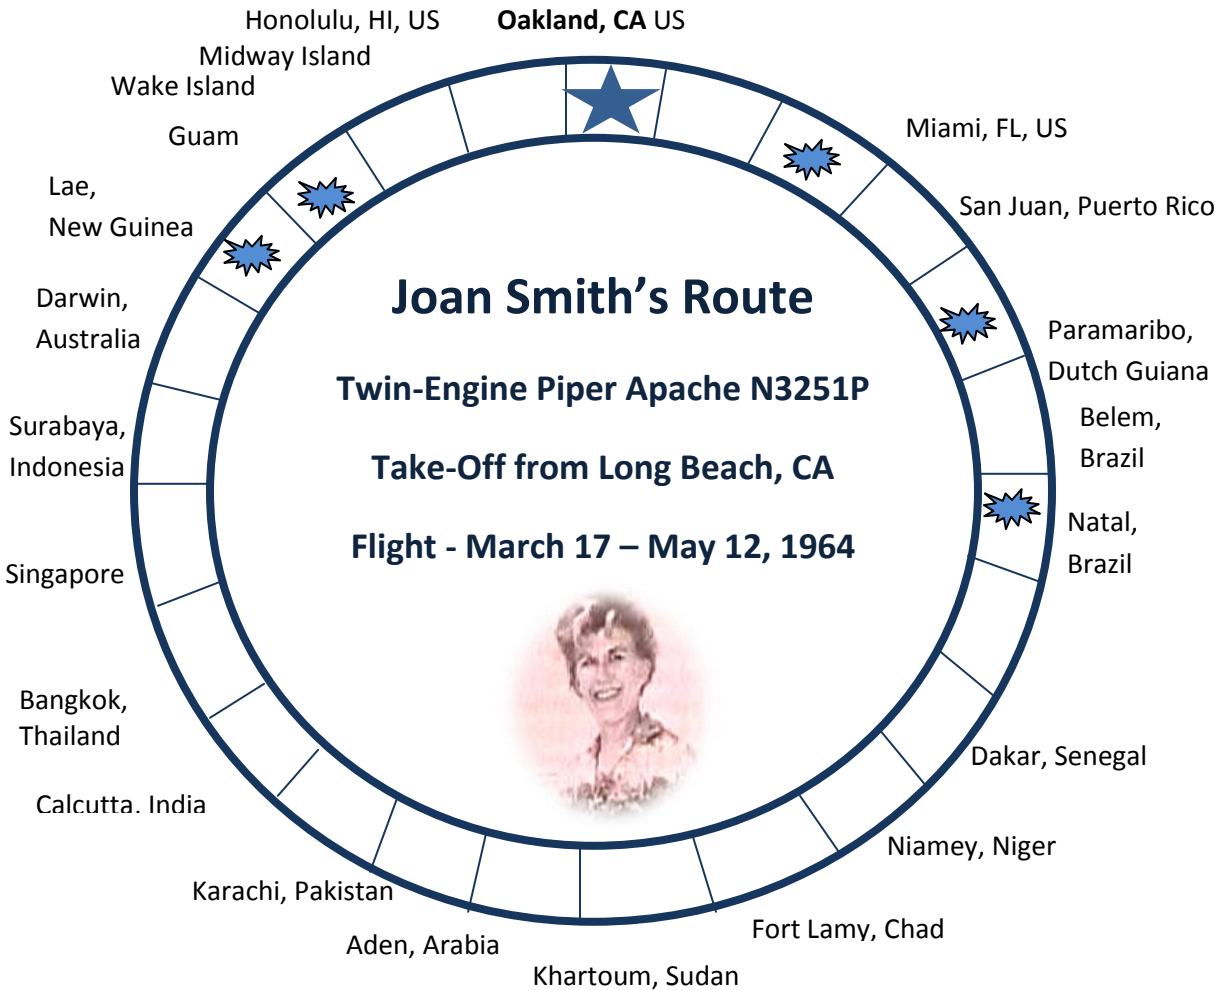 Honolulu, HI, US
Oakland, CA US
Midway Island
Wake Island
Guam
Miami, FL, US
Lae,
New Guinea
San Juan, Puerto Rico
Darwin,
Australia
Joan Smith’s Route
Paramaribo,
Dutch Guiana
Twin-Engine Piper Apache N3251P
Belem,
Brazil
Surabaya,
Indonesia
Take-Off from Long Beach, CA
Natal,
Brazil
Flight - March 17 – May 12, 1964
Singapore
Bangkok,
Thailand
Dakar, Senegal
Calcutta, India
Niamey, Niger
Karachi, Pakistan
Fort Lamy, Chad
Aden, Arabia
Khartoum, Sudan